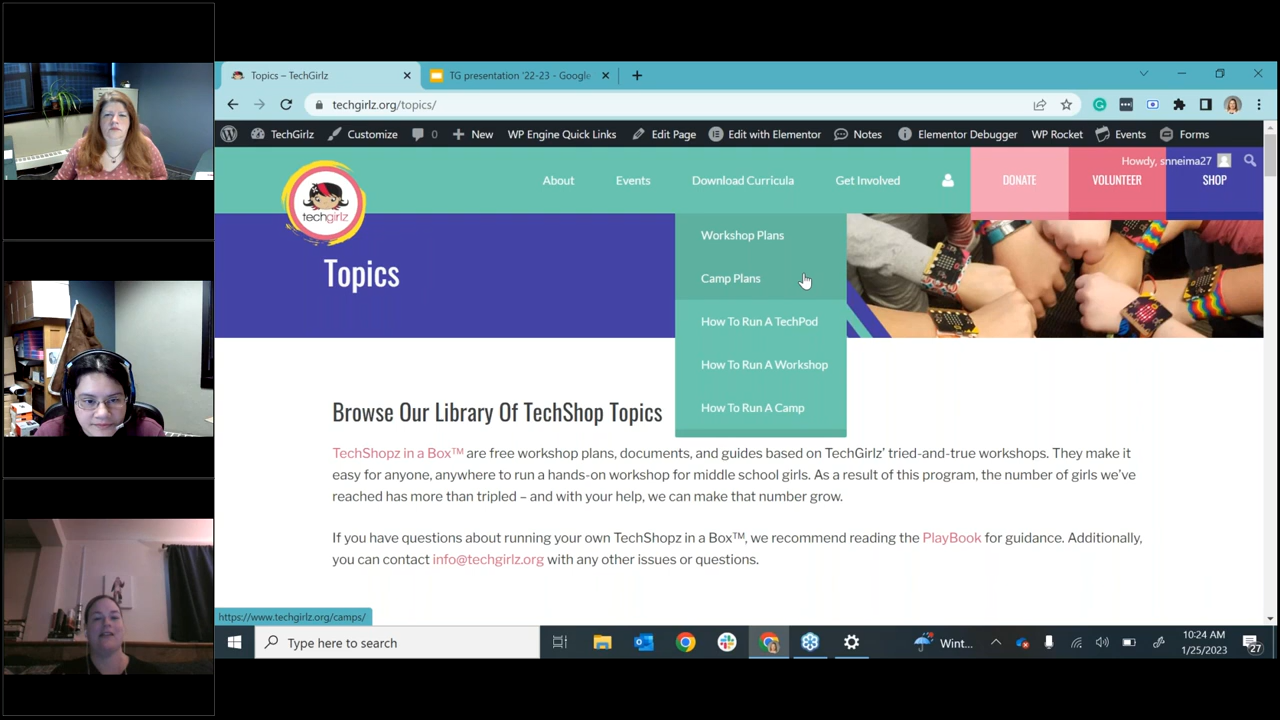 Topics – TechGirlz
TG presentation '22-23 - Google
techgirlz.org/topics/
TechGirlz
Customize
0
New
WP Engine Quick Links
Edit Page
Edit with Elementor
Notes
Elementor Debugger
WP Rocket
Events
Forms
Howdy, snneima27
techgirlz
About
Events
Download Curricula
Get Involved
DONATE
VOLUNTEER
SHOP
Workshop Plans
Camp Plans
How To Run A TechPod
How To Run A Workshop
How To Run A Camp
Topics
Browse Our Library Of TechShop Topics
TechShopz in a Box™ are free workshop plans, documents, and guides based on TechGirlz' tried-and-true workshops. They make it
easy for anyone, anywhere to run a hands-on workshop for middle school girls. As a result of this program, the number of girls we've
reached has more than tripled – and with your help, we can make that number grow.
If you have questions about running your own TechShopz in a Box™, we recommend reading the PlayBook for guidance. Additionally,
you can contact info@techgirlz.org with any other issues or questions.
https://www.techgirlz.org/camps/
Type here to search
Wint...
10:24 AM
1/25/2023
27